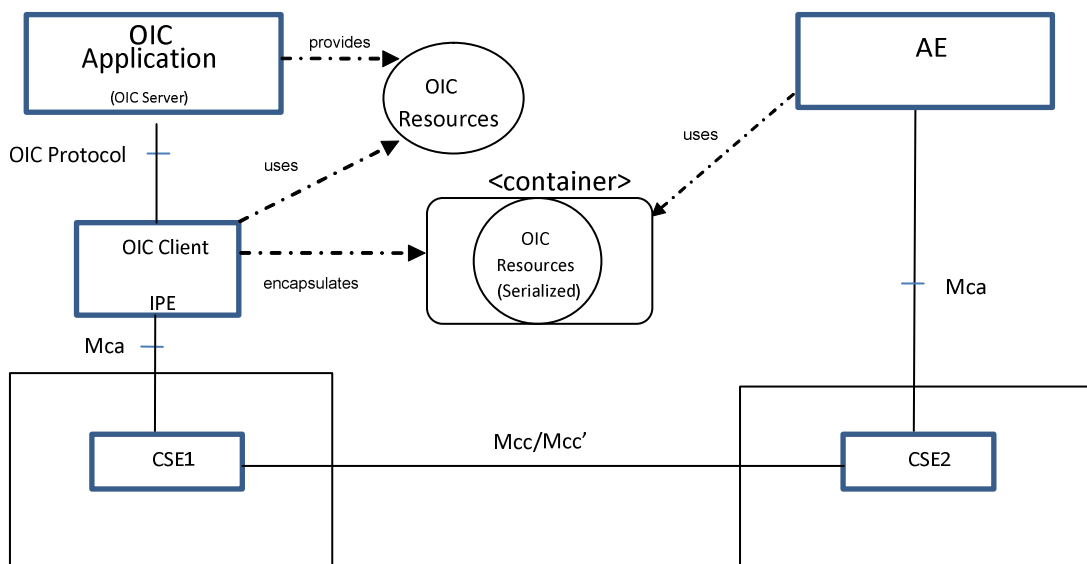 OIC
Application
(OIC Server)
provides
OIC
Resources
AE
OIC Protocol
uses
uses
<container>
OIC Client
IPE
encapsulates
OIC
Resources
(Serialized)
Mca
Mca
Mcc/Mcc’
CSE1
CSE2